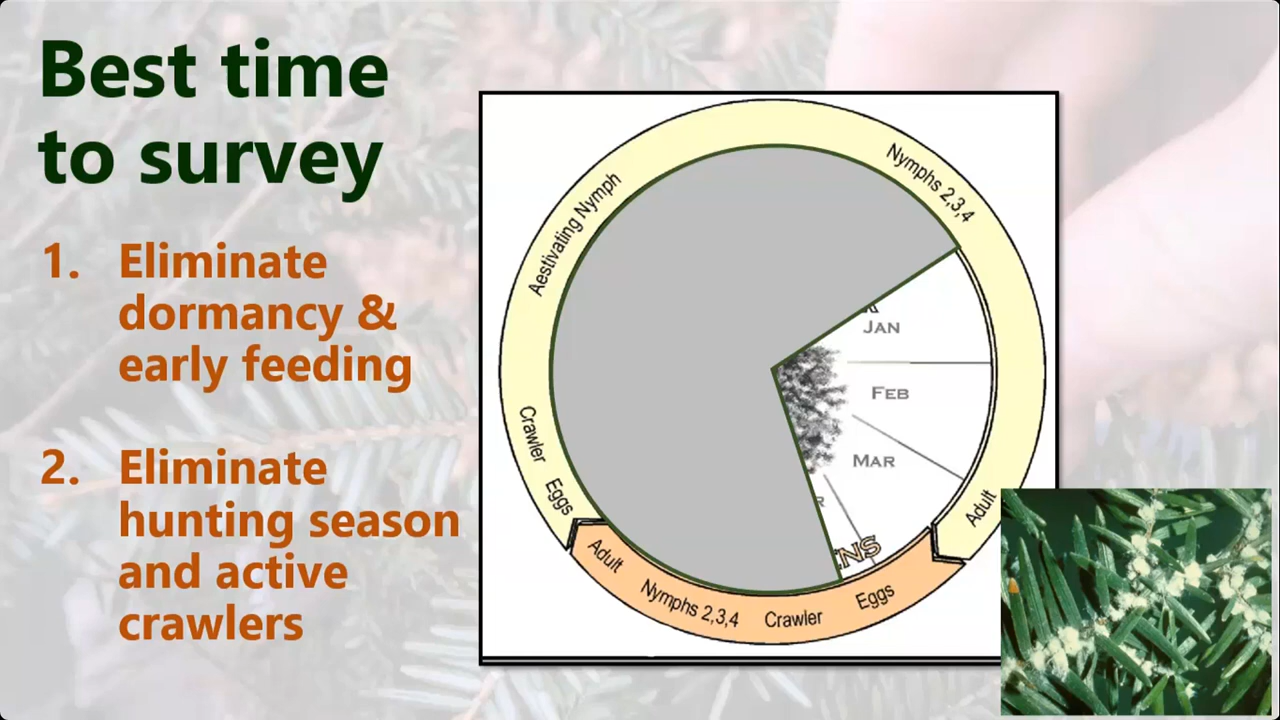 Best time
to survey
1. Eliminate
dormancy &
early feeding
2. Eliminate
hunting season
and active
crawlers
Nymphs 2,3,4
Aestivating Nymph
JAN
FEB
MAR
Crawler
Eggs
Adult
Adult
Nymphs 2,3,4
Crawler
Eggs